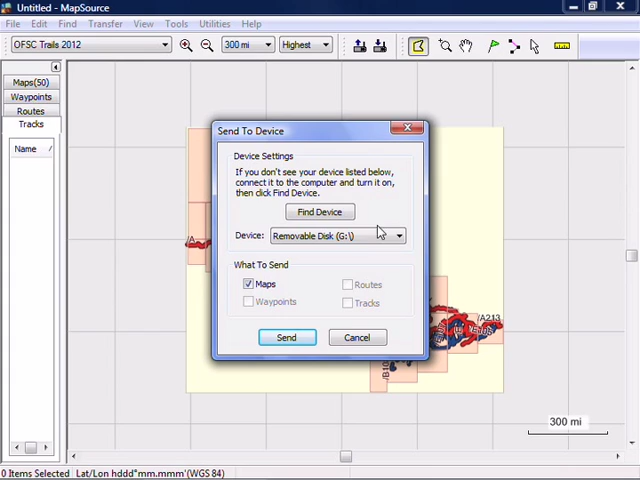 Untitled - MapSource
File Edit Find Transfer View Tools Utilities Help
OFSC Trails 2012 300 mi Highest
Maps(50)
Waypoints
Routes
Tracks
Name
Send To Device
Device Settings
If you don't see your device listed below,
connect it to the computer and turn it on,
then click Find Device.
Find Device
Device: Removable Disk (G:\)
What To Send
Maps Routes
Waypoints Tracks
Send Cancel
/A
/A213
300 mi
0 Items Selected Lat/Lon hddd°mm.mmm'(WGS 84)